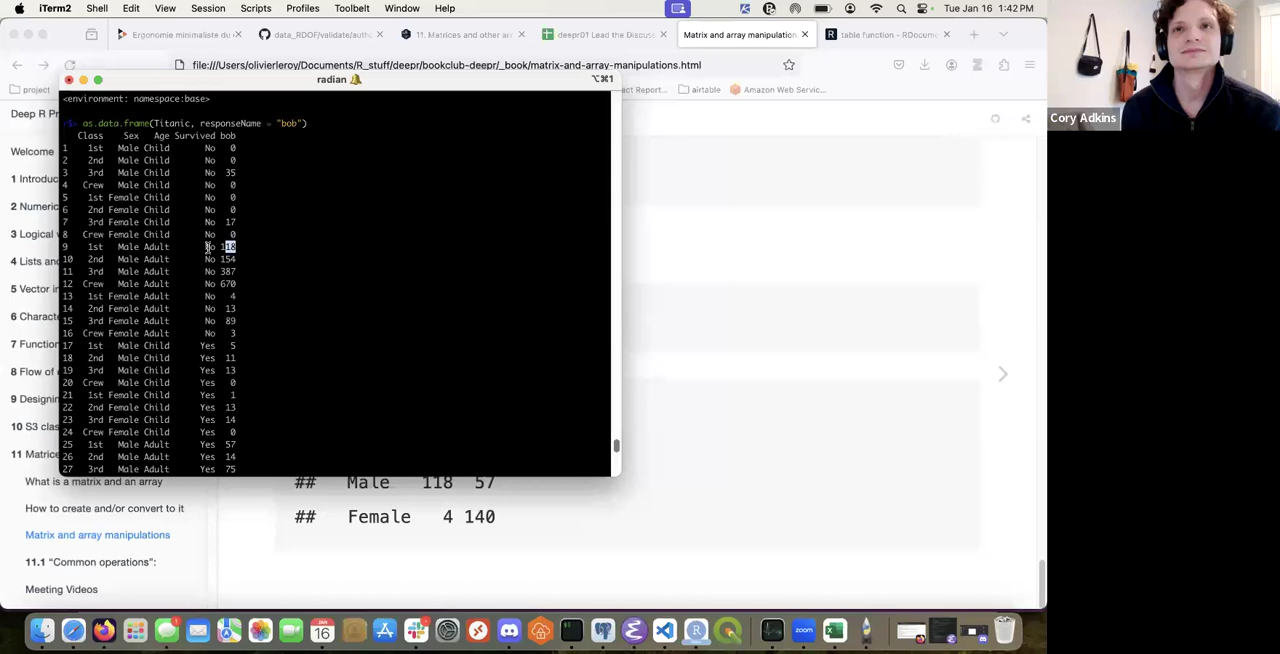 iTerm2 Shell Edit View Session Scripts Profiles Toolbelt Window Help Tue Jan 16 1:42 PM
Ergonomie minimaliste du data_RDOF/validate/auth 11. Matrices and other ar deepr01 Lead the Discuss Matrix and array manipulation table function - RDocume
file:///Users/olivierleroy/Documents/R_stuff/deepr/bookclub-deepr/_book/matrix-and-array-manipulations.html
radian ⌥⌘1
project act Report... airtable Amazon Web Servic...
<environment: namespace:base>
Deep R Pr
r$> as.data.frame(Titanic, responseName = "bob")
Class Sex Age Survived bob
1 1st Male Child No 0
2 2nd Male Child No 0
3 3rd Male Child No 35
4 Crew Male Child No 0
5 1st Female Child No 0
6 2nd Female Child No 0
7 3rd Female Child No 17
8 Crew Female Child No 0
9 1st Male Adult No 118
10 2nd Male Adult No 154
11 3rd Male Adult No 387
12 Crew Male Adult No 670
13 1st Female Adult No 4
14 2nd Female Adult No 13
15 3rd Female Adult No 89
16 Crew Female Adult No 3
17 1st Male Child Yes 5
18 2nd Male Child Yes 11
19 3rd Male Child Yes 13
20 Crew Male Child Yes 0
21 1st Female Child Yes 1
22 2nd Female Child Yes 13
23 3rd Female Child Yes 14
24 Crew Female Child Yes 0
25 1st Male Adult Yes 57
26 2nd Male Adult Yes 14
27 3rd Male Adult Yes 75
Welcome
1 Introduc
2 Numeric
3 Logical v
4 Lists and
5 Vector in
6 Charact
7 Function
8 Flow of
9 Designin
10 S3 clas
11 Matrice
What is a matrix and an array
How to create and/or convert to it
Matrix and array manipulations
11.1 “Common operations”:
Meeting Videos
## Male 118 57
## Female 4 140
Cory Adkins
JAN
16
zoom